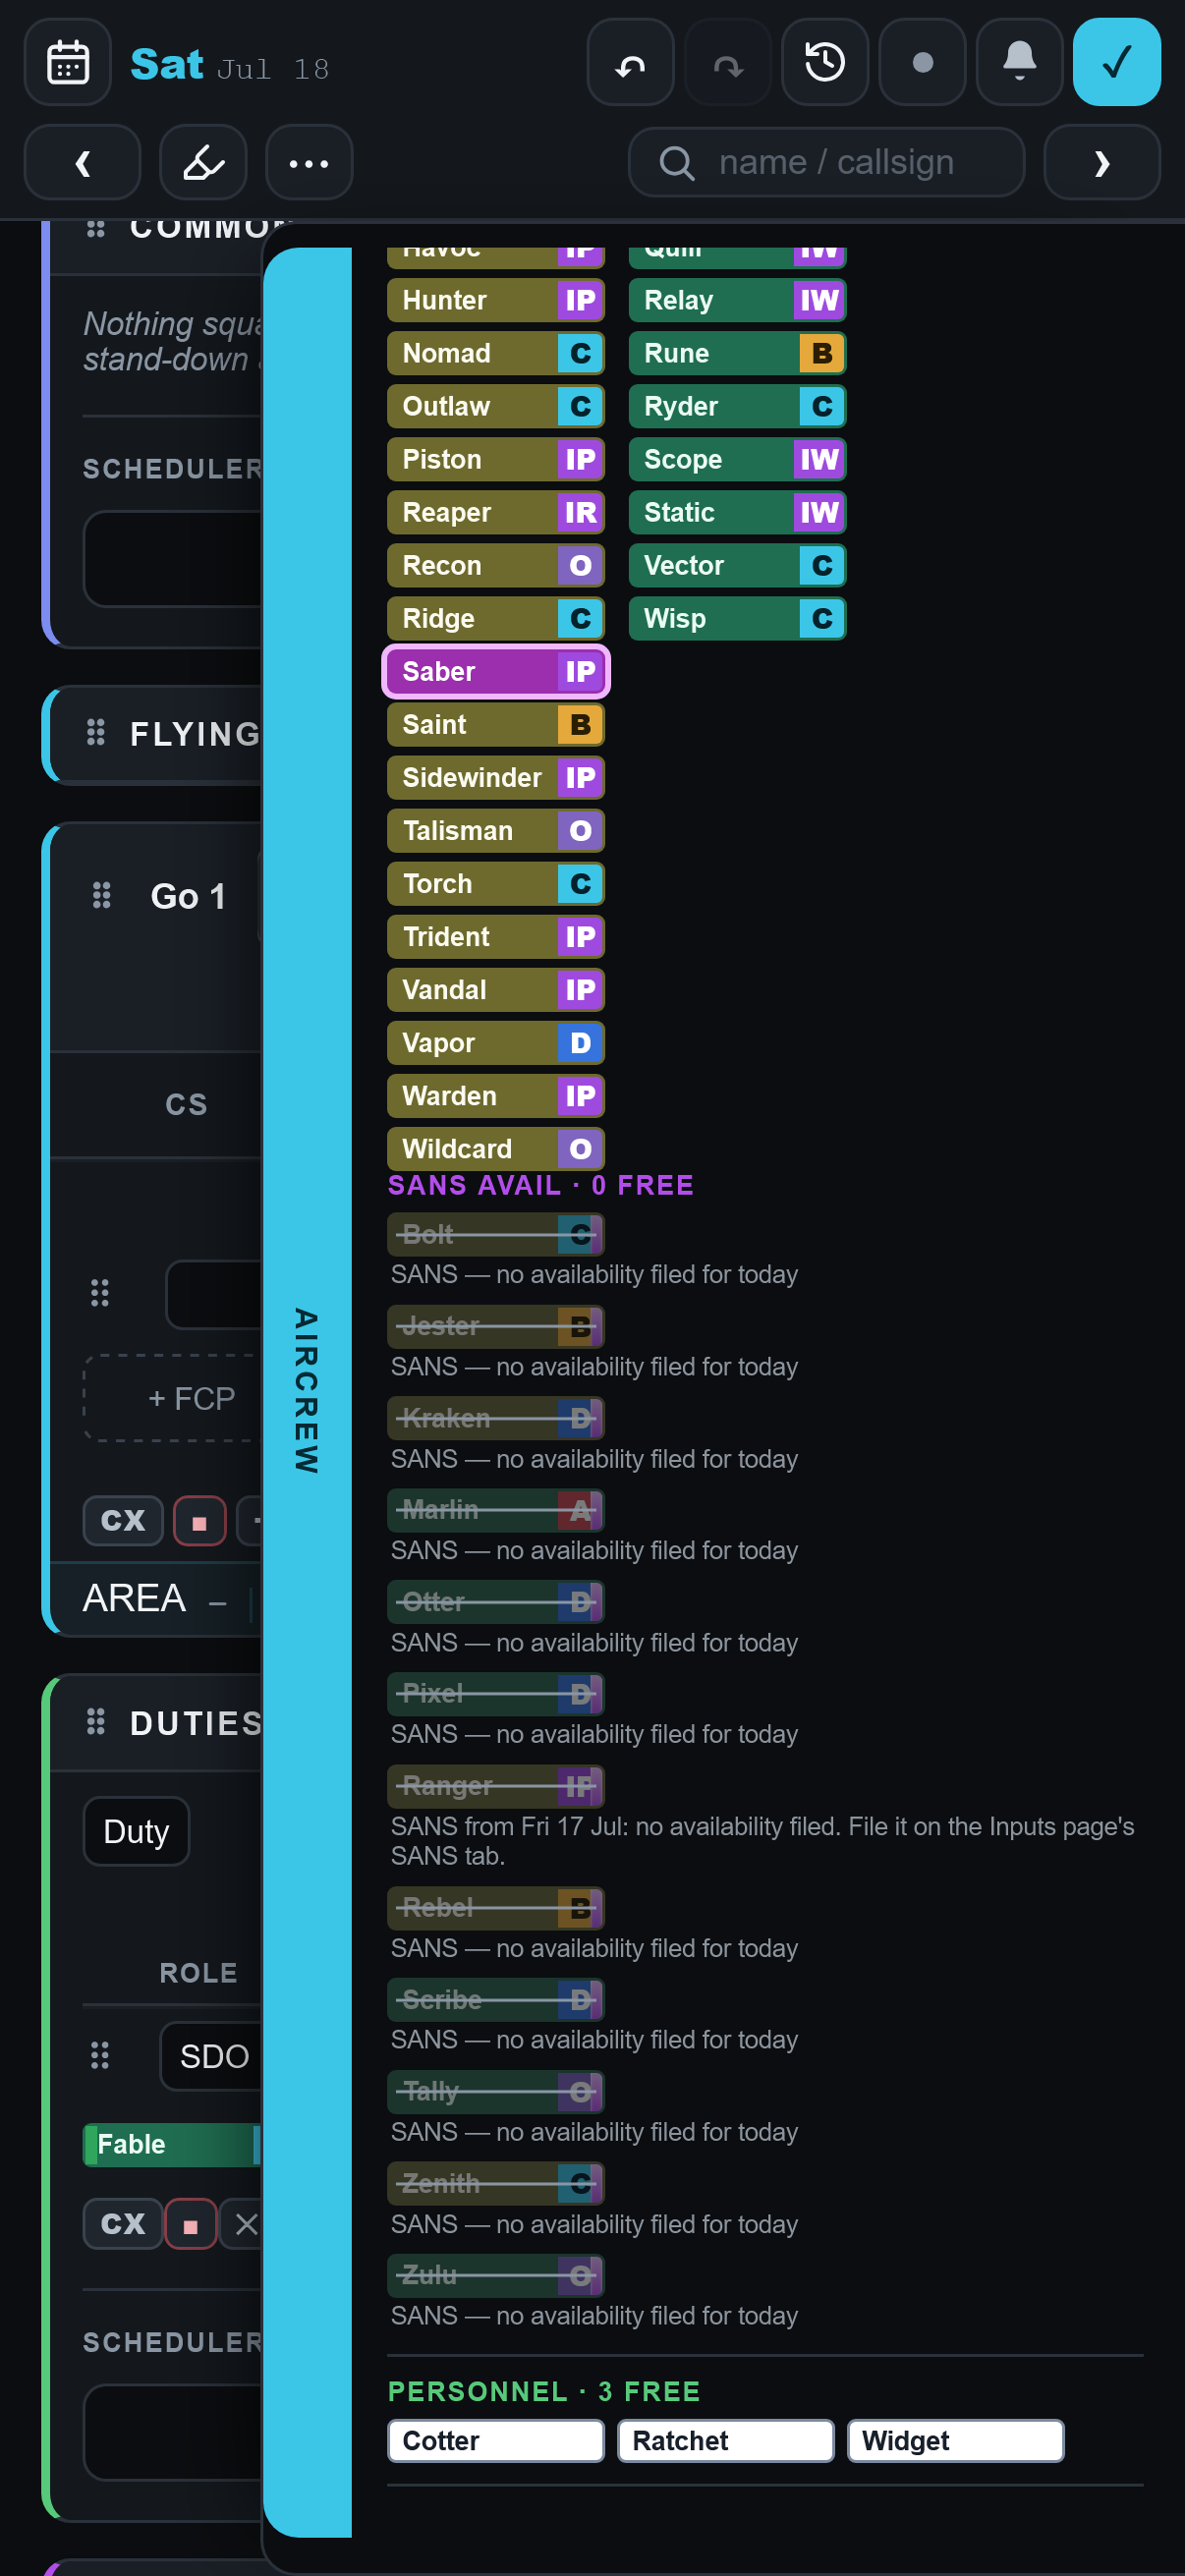 Sat Jul 18
name / callsign
COMMON
Nothing squa
stand-down
SCHEDULER
FLYING
Go 1
CS
+ FCP
CX
AREA –
DUTIES
Duty
ROLE
SDO
Fable
CX
SCHEDULER
AIRCREW
Havoc IP Quill IW
Hunter IP Relay IW
Nomad C Rune B
Outlaw C Ryder C
Piston IP Scope IW
Reaper IR Static IW
Recon O Vector C
Ridge C Wisp C
Saber IP
Saint B
Sidewinder IP
Talisman O
Torch C
Trident IP
Vandal IP
Vapor D
Warden IP
Wildcard O
SANS AVAIL · 0 FREE
Bolt C
SANS — no availability filed for today
Jester B
SANS — no availability filed for today
Kraken D
SANS — no availability filed for today
Marlin A
SANS — no availability filed for today
Otter D
SANS — no availability filed for today
Pixel D
SANS — no availability filed for today
Ranger IP
SANS from Fri 17 Jul: no availability filed. File it on the Inputs page's
SANS tab.
Rebel B
SANS — no availability filed for today
Scribe D
SANS — no availability filed for today
Tally O
SANS — no availability filed for today
Zenith C
SANS — no availability filed for today
Zulu O
SANS — no availability filed for today
PERSONNEL · 3 FREE
Cotter Ratchet Widget